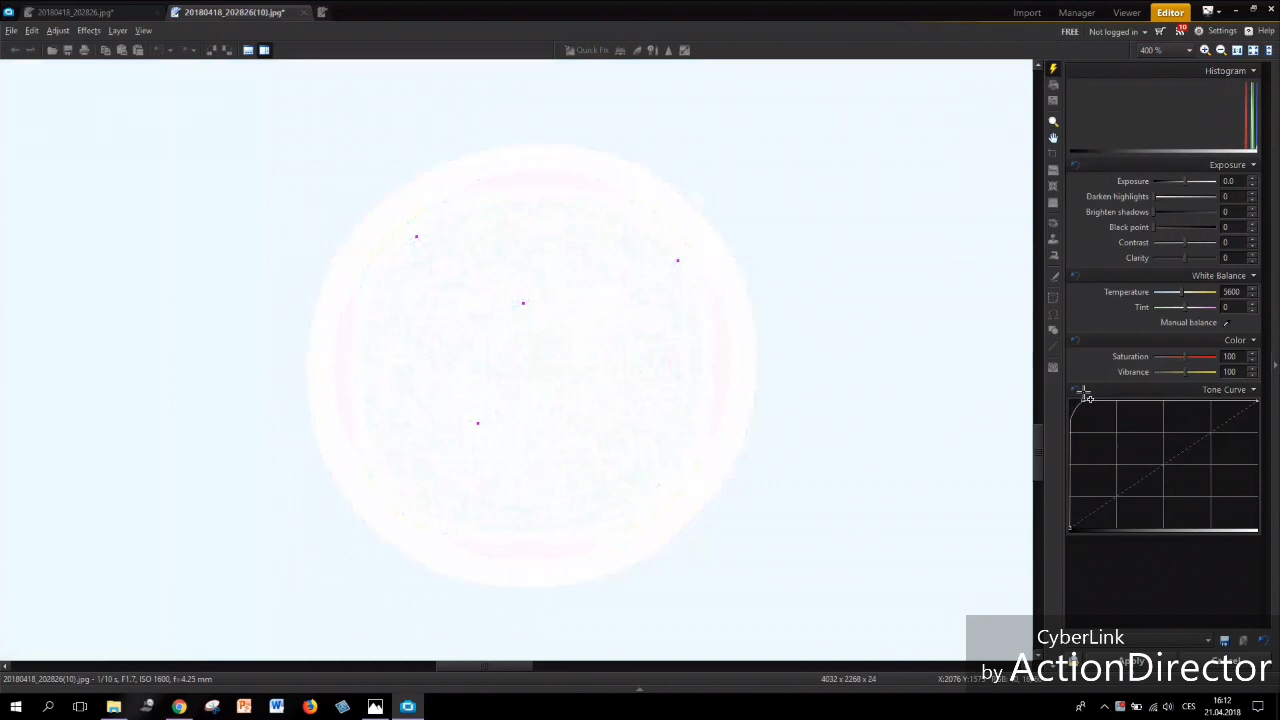 20180418_202826.jpg*
20180418_202826(10).jpg*
Import Manager Viewer Editor
File Edit Adjust Effects Layer View
FREE Not logged in 10 Settings Help
Quick Fix
400 %
Histogram
Exposure
Exposure 0.0
Darken highlights 0
Brighten shadows 0
Black point 0
Contrast 0
Clarity 0
White Balance
Temperature 5600
Tint 0
Manual balance
Color
Saturation 100
Vibrance 100
Tone Curve
CyberLink
by ActionDirector
20180418_202826(10).jpg - 1/10 s, F1.7, ISO 1600, f=4.25 mm
4032 x 2268 x 24
CES
16:12
21.04.2018